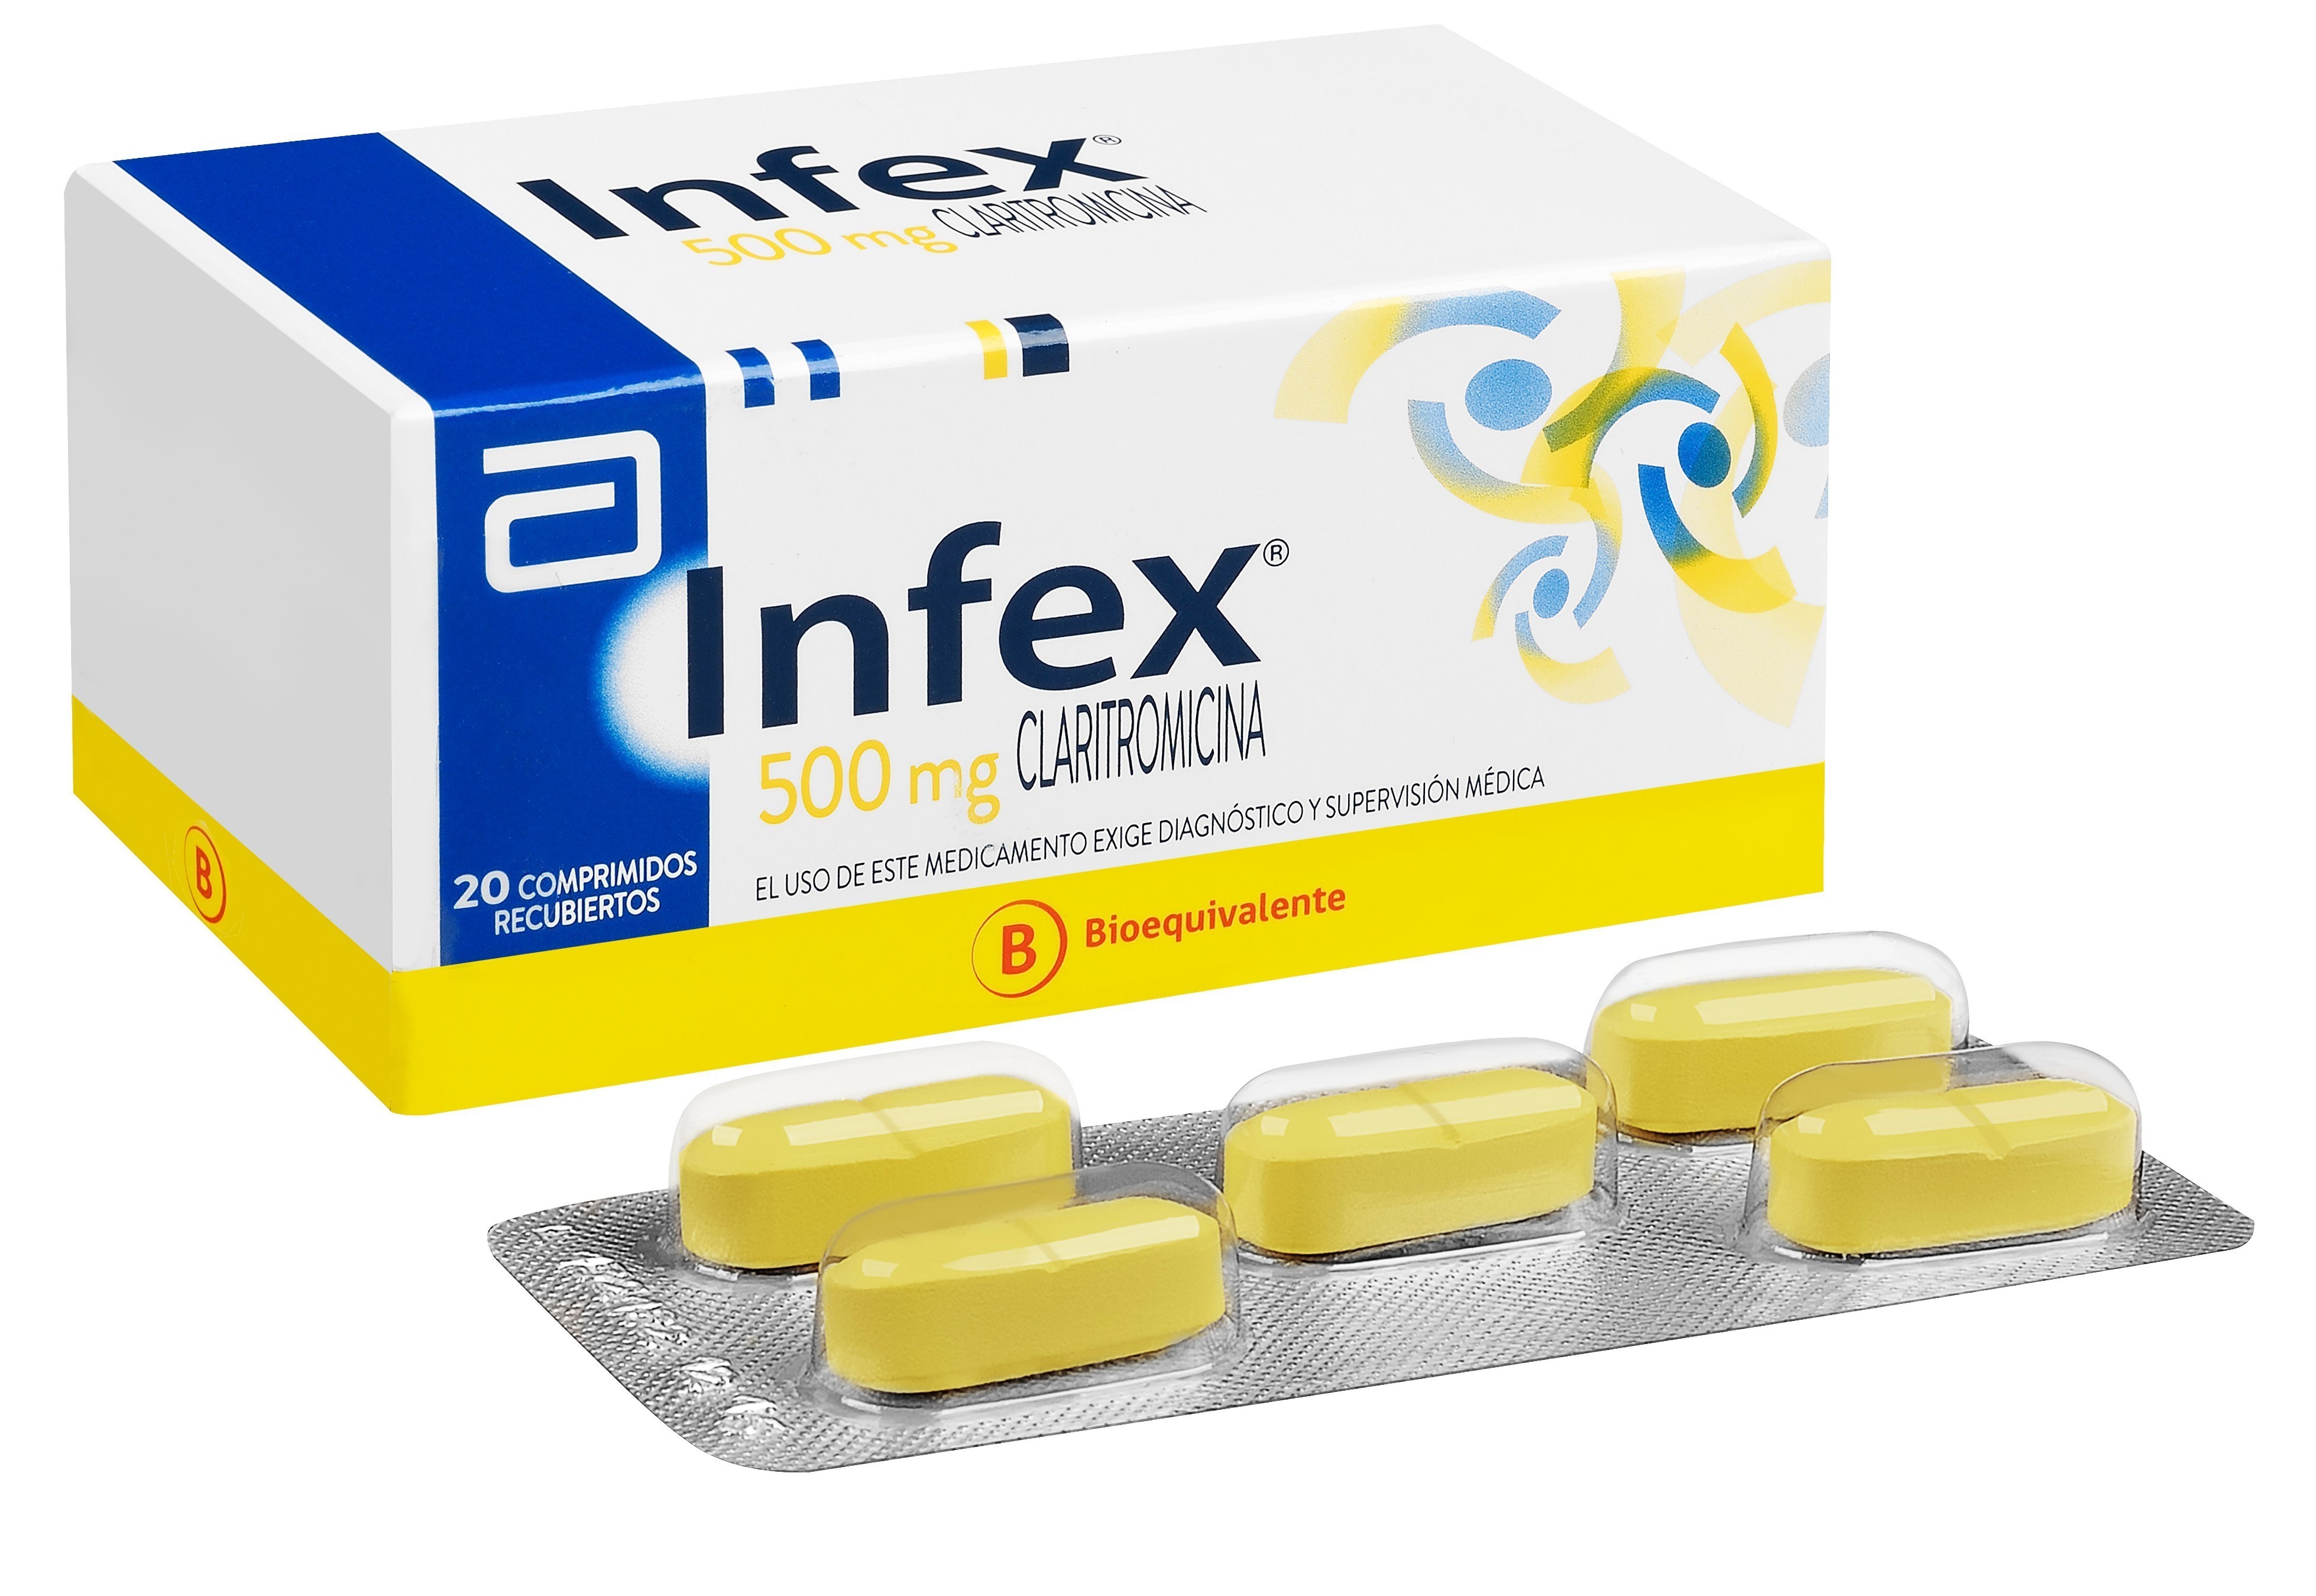 Infex®
500 mg CLARITROMICINA
Infex®
500 mg CLARITROMICINA
EL USO DE ESTE MEDICAMENTO EXIGE DIAGNÓSTICO Y SUPERVISIÓN MÉDICA
20 COMPRIMIDOS
RECUBIERTOS
B Bioequivalente
B